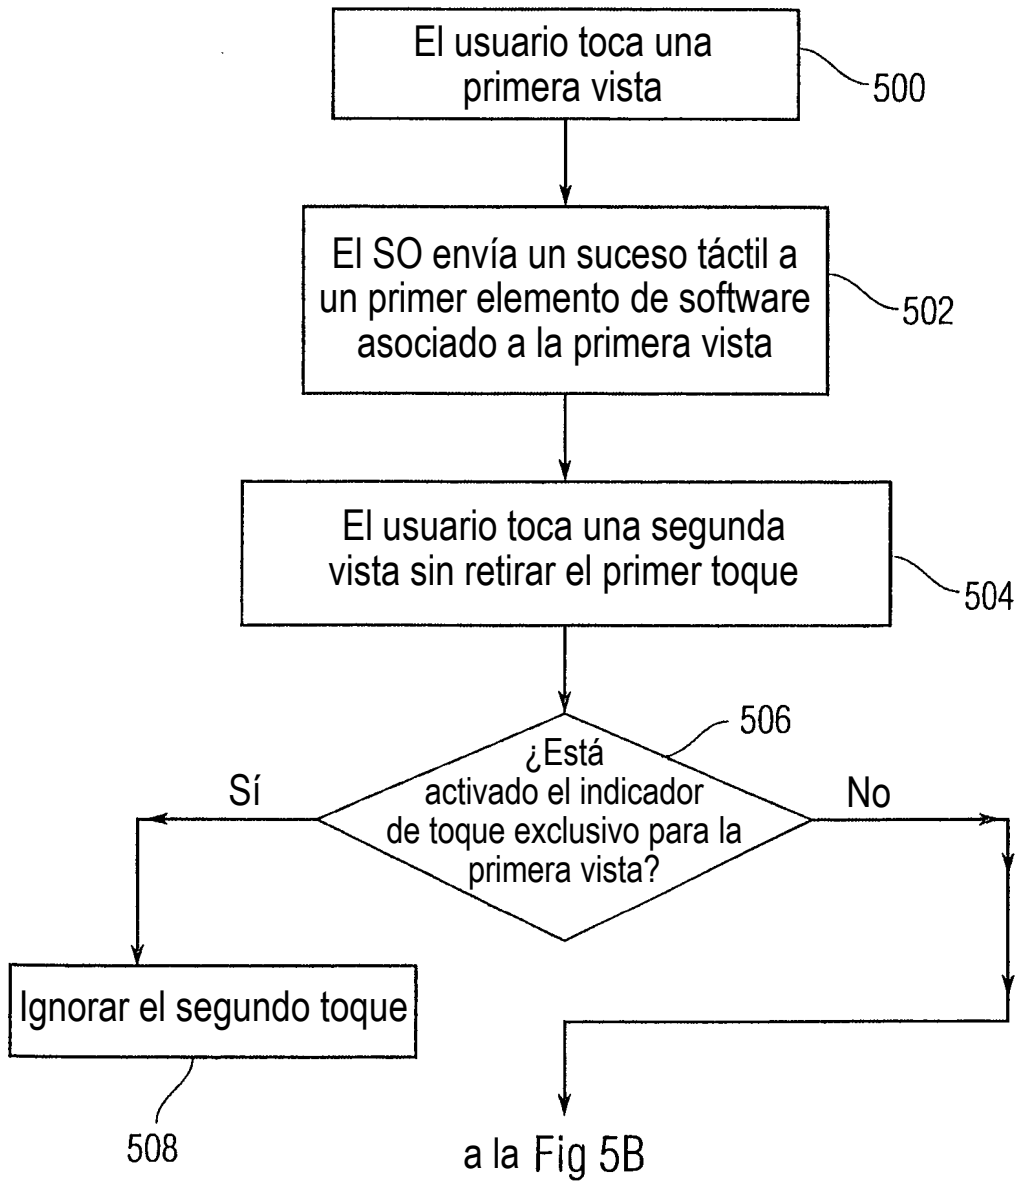 El usuario toca una
primera vista
500
El SO envía un suceso táctil a
un primer elemento de software
asociado a la primera vista
502
El usuario toca una segunda
vista sin retirar el primer toque
504
506
¿Está
activado el indicador
de toque exclusivo para la
primera vista?
Sí
No
Ignorar el segundo toque
508
a la Fig 5B